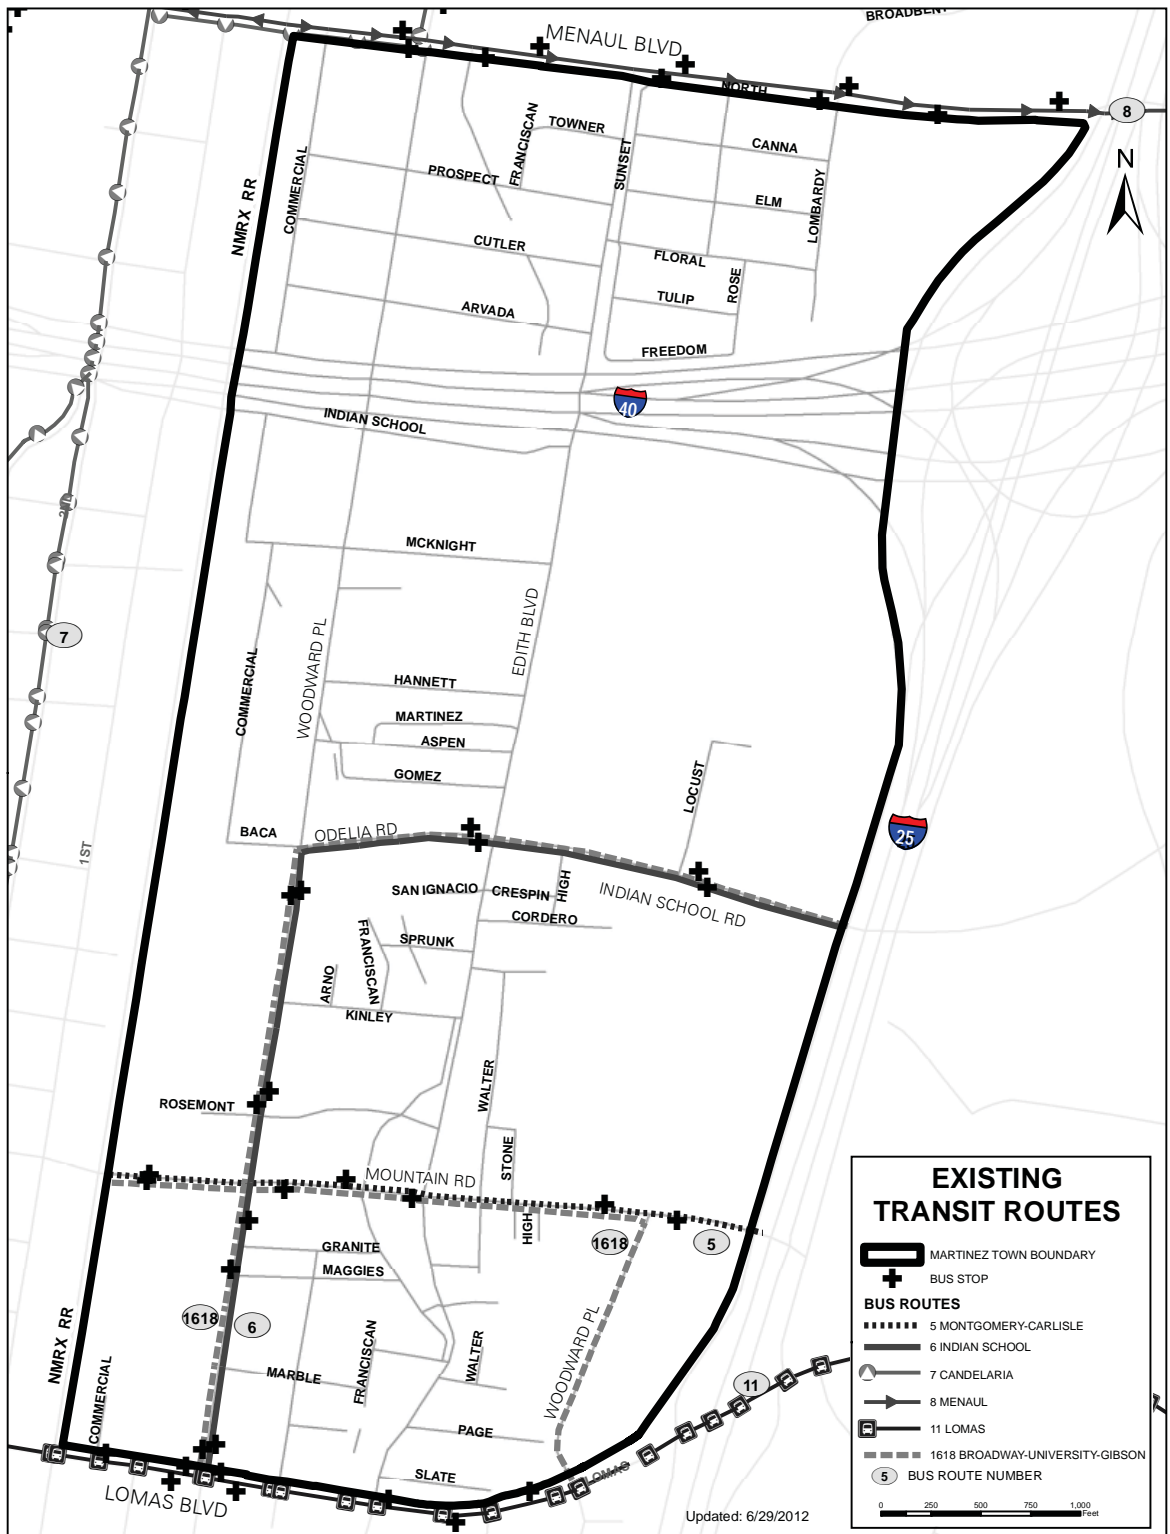 BROADBENT
MENAUL BLVD
NORTH
8
N
FRANCISCAN
TOWNER
SUNSET
CANNA
COMMERCIAL
PROSPECT
NMRX RR
ELM
LOMBARDY
CUTLER
FLORAL
ROSE
TULIP
ARVADA
FREEDOM
40
INDIAN SCHOOL
2ND
MCKNIGHT
7
EDITH BLVD
WOODWARD PL
COMMERCIAL
HANNETT
MARTINEZ
ASPEN
GOMEZ
LOCUST
25
BACA
ODELIA RD
1ST
SAN IGNACIO
CRESPIN
HIGH
INDIAN SCHOOL RD
CORDERO
FRANCISCAN
SPRUNK
ARNO
KINLEY
WALTER
ROSEMONT
STONE
MOUNTAIN RD
HIGH
1618
5
GRANITE
MAGGIES
1618
6
NMRX RR
WOODWARD PL
FRANCISCAN
WALTER
MARBLE
11
COMMERCIAL
PAGE
SLATE
LOMAS
LOMAS BLVD
Updated: 6/29/2012
EXISTING
TRANSIT ROUTES
MARTINEZ TOWN BOUNDARY
BUS STOP
BUS ROUTES
5 MONTGOMERY-CARLISLE
6 INDIAN SCHOOL
7 CANDELARIA
8 MENAUL
11 LOMAS
1618 BROADWAY-UNIVERSITY-GIBSON
5 BUS ROUTE NUMBER
0 250 500 750 1,000
Feet